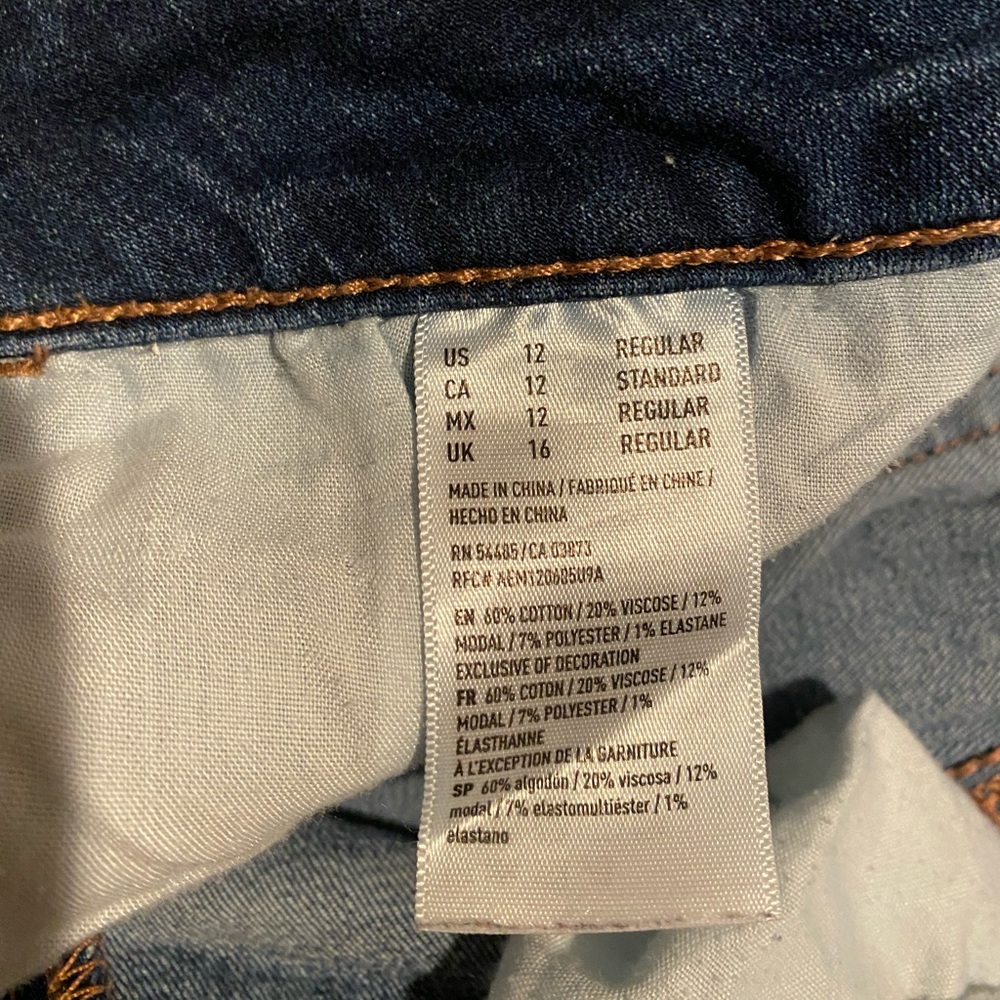 US 12 REGULAR
CA 12 STANDARD
MX 12 REGULAR
UK 16 REGULAR
MADE IN CHINA / FABRIQUÉ EN CHINE /
HECHO EN CHINA
RN 54485 / CA 03873
RFC# AEM120605U9A
EN 60% COTTON / 20% VISCOSE / 12%
MODAL / 7% POLYESTER / 1% ELASTANE
EXCLUSIVE OF DECORATION
FR 60% COTON / 20% VISCOSE / 12%
MODAL / 7% POLYESTER / 1%
ÉLASTHANNE
À L'EXCEPTION DE LA GARNITURE
SP 60% algodón / 20% viscosa / 12%
modal / 7% elastomultiéster / 1%
elastano